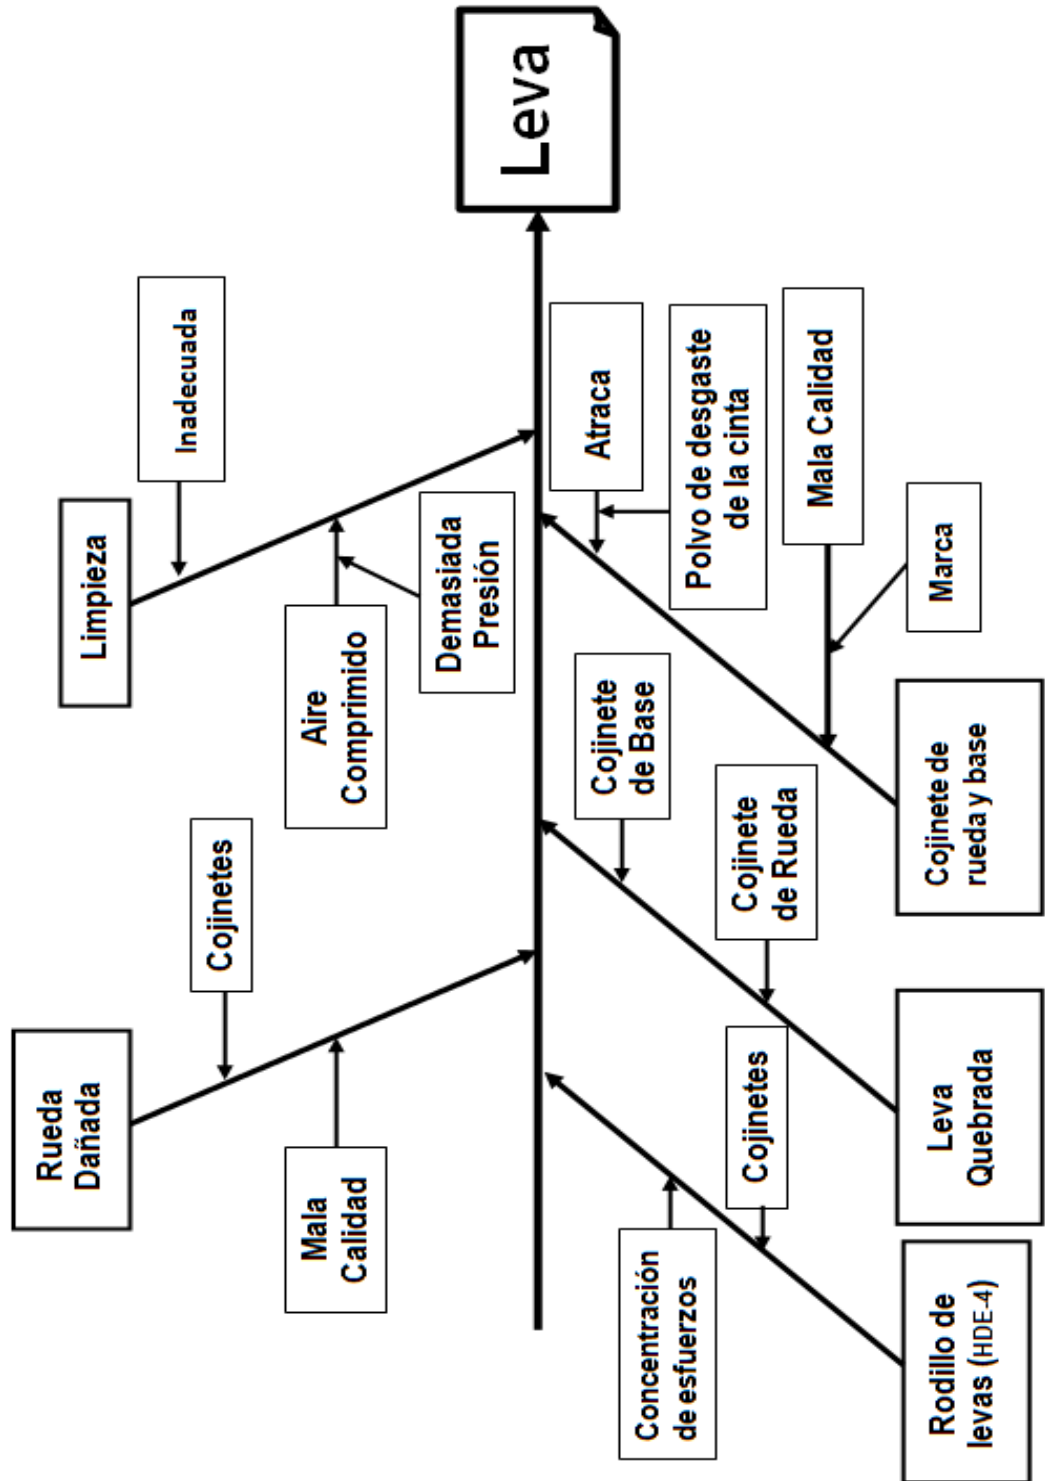 Rueda
Dañada
Cojinetes
Mala
Calidad
Limpieza
Inadecuada
Aire
Comprimido
Demasiada
Presión
Leva
Rodillo de
levas (HDE-4)
Concentración
de esfuerzos
Cojinetes
Leva
Quebrada
Cojinete
de Base
Cojinete
de Rueda
Cojinete de
rueda y base
Atraca
Polvo de desgaste
de la cinta
Mala Calidad
Marca